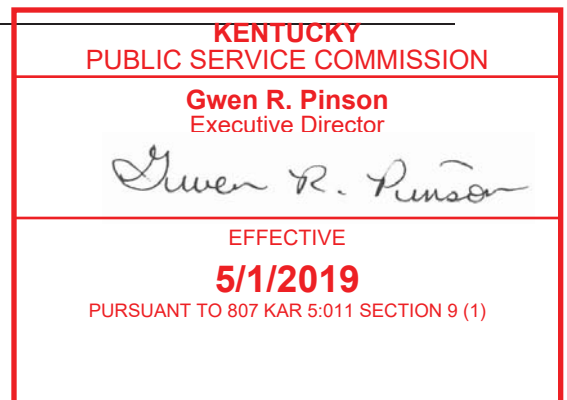 KENTUCKY
PUBLIC SERVICE COMMISSION
Gwen R. Pinson
Executive Director
Gwen R. Pinson
EFFECTIVE
5/1/2019
PURSUANT TO 807 KAR 5:011 SECTION 9 (1)